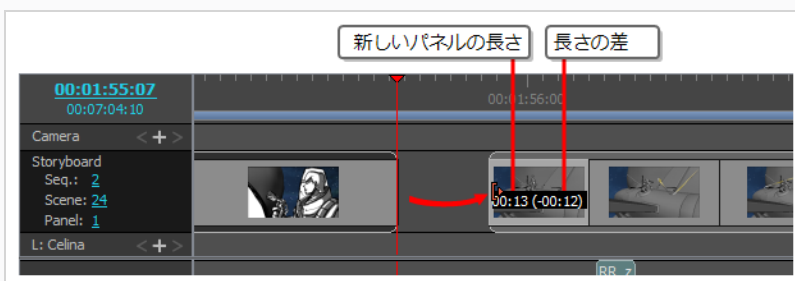 新しいパネルの長さ
長さの差
00:01:55:07
00:07:04:10
00:01:56:00
Camera
Storyboard
Seq.: 2
Scene: 24
Panel: 1
00:13 (-00:12)
L: Celina
RR_z